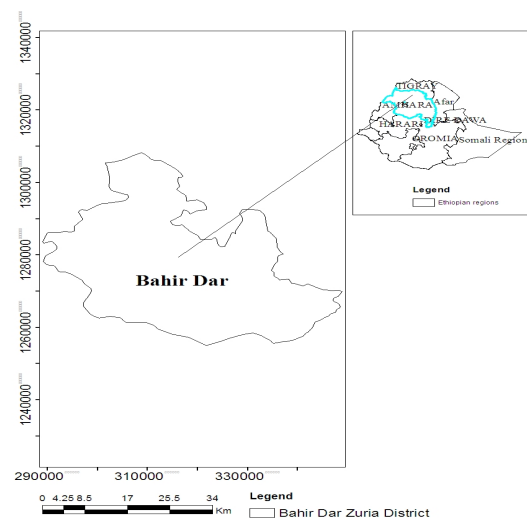 1340000
1320000
1300000
1280000
1260000
1240000
290000 310000 330000
Bahir Dar
TIGRAY
Afar
AMHARA
DIRE DAWA
HARARI
OROMIA
Somali Region
Legend
Ethiopian regions
0 4.25 8.5 17 25.5 34
Km
Legend
Bahir Dar Zuria District